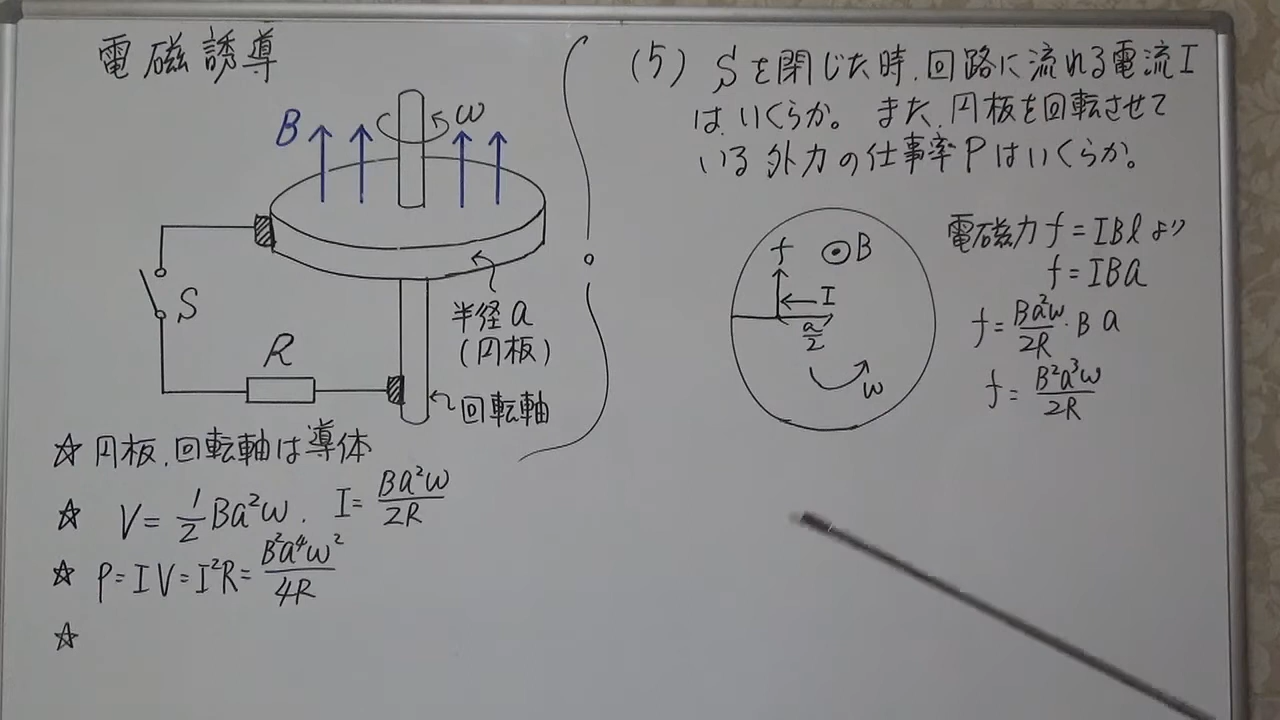 電磁誘導
B
ω
S
R
半径a
(円板)
回転軸
☆ 円板、回転軸は導体
☆ V = 1/2 Ba²ω. I = Ba²ω/2R
☆ P = IV = I²R = B²a⁴ω²/4R
☆
(5) Sを閉じた時、回路に流れる電流I
はいくらか。また、円板を回転させて
いる外力の仕事率Pはいくらか。
f
B
I
a/2
ω
電磁力 f = IBℓより
f = IBa
f = Ba²ω/2R · B a
f = B²a³ω/2R